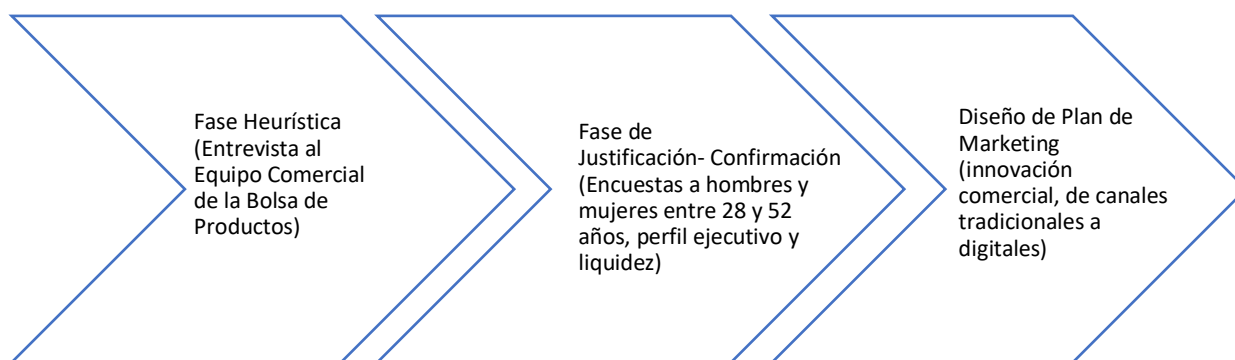 Fase Heurística
(Entrevista al
Equipo Comercial
de la Bolsa de
Productos)
Fase de
Justificación- Confirmación
(Encuestas a hombres y
mujeres entre 28 y 52
años, perfil ejecutivo y
liquidez)
Diseño de Plan de
Marketing
(innovación
comercial, de canales
tradicionales a
digitales)